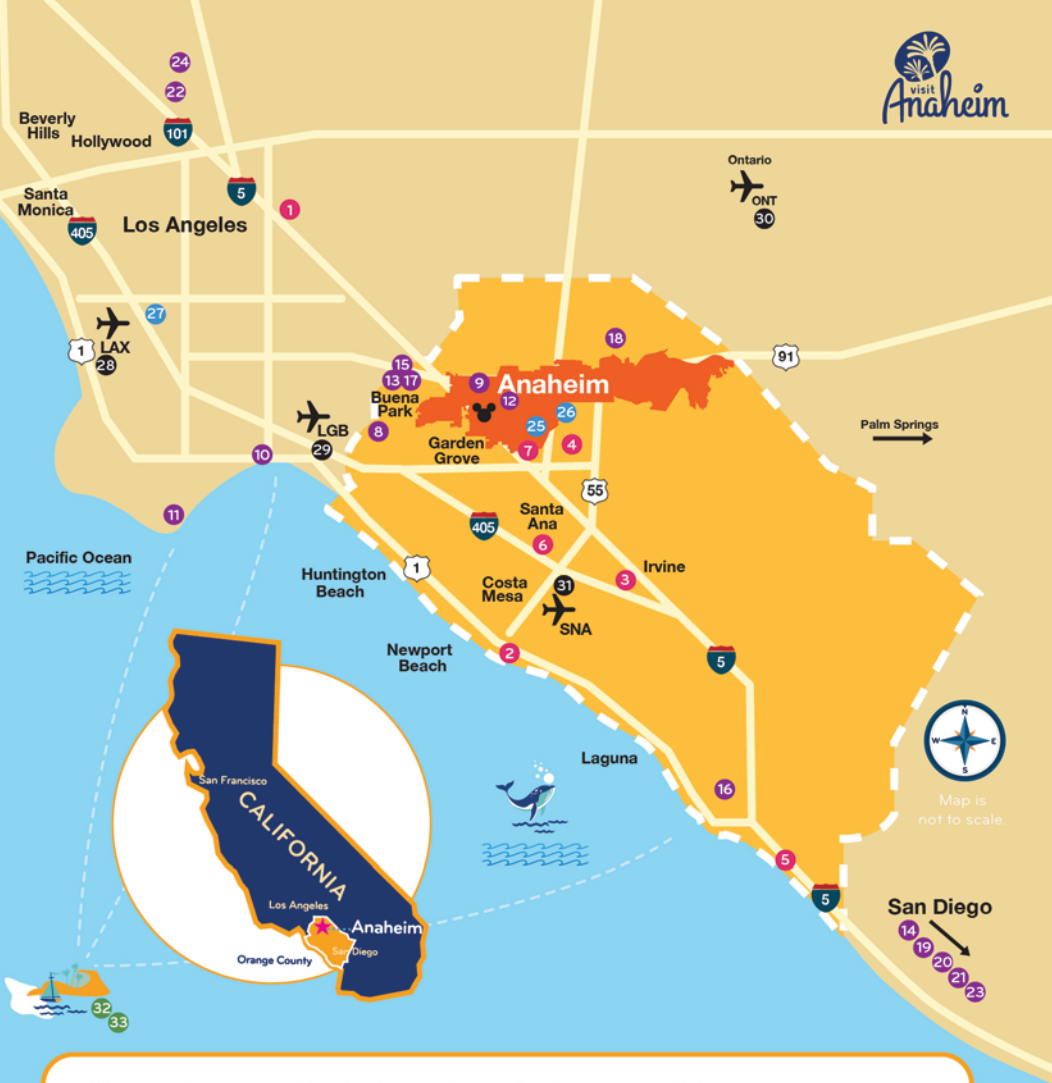 24
22
visit
Anaheim
Beverly
Hills
Hollywood
101
Ontario
ONT
30
Santa
Monica
405
5
1
Los Angeles
27
LAX
1
28
18
91
15
13
17
9
Anaheim
12
Buena
Park
26
25
8
LGB
29
Garden
Grove
7
4
Palm Springs
10
55
11
405
Santa
Ana
6
Pacific Ocean
1
Huntington
Beach
Costa
Mesa
31
3
Irvine
SNA
Newport
Beach
2
5
N
W
E
S
Map is
not to scale.
Laguna
16
San Francisco
CALIFORNIA
5
5
Los Angeles
Anaheim
San Diego
Orange County
San Diego
14
19
20
21
23
32
33